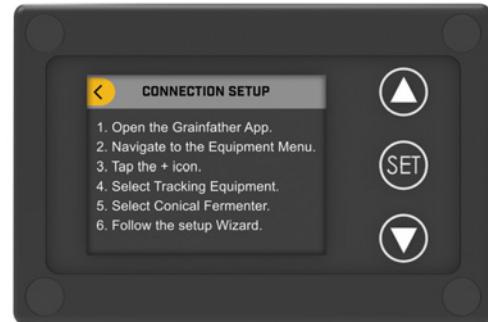 CONNECTION SETUP
1. Open the Grainfather App.
2. Navigate to the Equipment Menu.
3. Tap the + icon.
4. Select Tracking Equipment.
5. Select Conical Fermenter.
6. Follow the setup Wizard.
SET